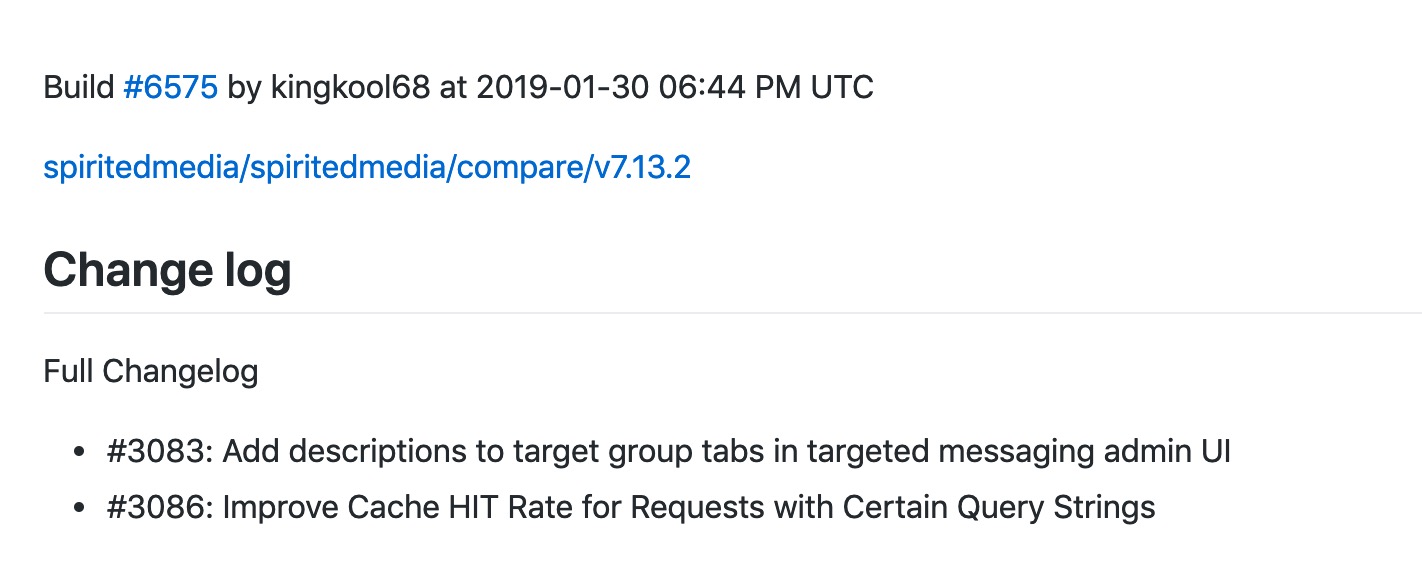 Build #6575 by kingkool68 at 2019-01-30 06:44 PM UTC
spiritedmedia/spiritedmedia/compare/v7.13.2
Change log
Full Changelog
• #3083: Add descriptions to target group tabs in targeted messaging admin UI
• #3086: Improve Cache HIT Rate for Requests with Certain Query Strings